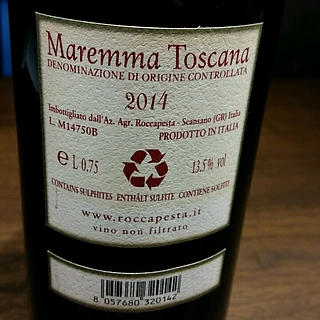 Maremma Toscana
DENOMINAZIONE DI ORIGINE CONTROLLATA
2014
Imbottigliato dall'Az. Agr. Roccapesta - Scansano (GR) Italia
L. M14750B
PRODOTTO IN ITALIA
e L 0,75
13.5% vol
CONTAINS SULPHITES ENTHÄLT SULFITE CONTIENE SOLFITI
www.roccapesta.it
vino non filtrato
8 057680 320142